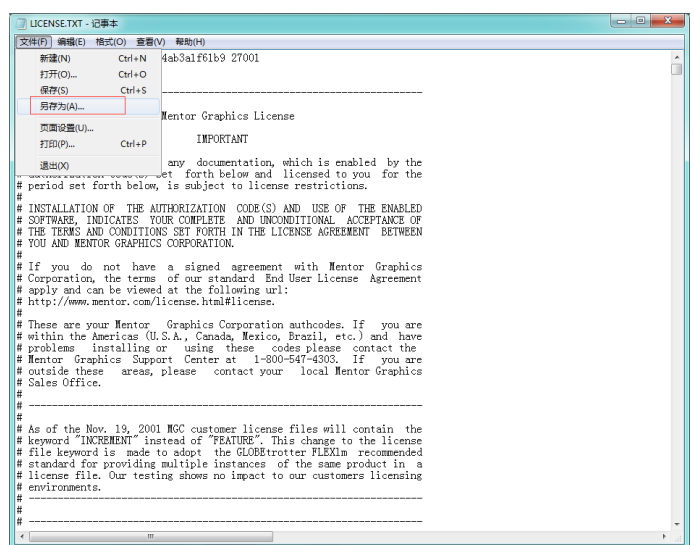 LICENSE.TXT - 记事本
文件(F) 编辑(E) 格式(O) 查看(V) 帮助(H)
新建(N) Ctrl+N
打开(O)... Ctrl+O
保存(S) Ctrl+S
另存为(A)...
页面设置(U)...
打印(P)... Ctrl+P
退出(X)
4ab3a1f61b9 27001
Mentor Graphics License
IMPORTANT
any documentation, which is enabled by the
set forth below and licensed to you for the
# period set forth below, is subject to license restrictions.
#
# INSTALLATION OF THE AUTHORIZATION CODE(S) AND USE OF THE ENABLED
# SOFTWARE, INDICATES YOUR COMPLETE AND UNCONDITIONAL ACCEPTANCE OF
# THE TERMS AND CONDITIONS SET FORTH IN THE LICENSE AGREEMENT BETWEEN
# YOU AND MENTOR GRAPHICS CORPORATION.
#
# If you do not have a signed agreement with Mentor Graphics
# Corporation, the terms of our standard End User License Agreement
# apply and can be viewed at the following url:
# http://www.mentor.com/license.html#license.
#
# These are your Mentor Graphics Corporation authcodes. If you are
# within the Americas (U.S.A., Canada, Mexico, Brazil, etc.) and have
# problems installing or using these codes please contact the
# Mentor Graphics Support Center at 1-800-547-4303. If you are
# outside these areas, please contact your local Mentor Graphics
# Sales Office.
#
# ------------------------------------------------------------
#
# As of the Nov. 19, 2001 MGC customer license files will contain the
# keyword "INCREMENT" instead of "FEATURE". This change to the license
# file keyword is made to adopt the GLOBEtrotter FLEXlm recommended
# standard for providing multiple instances of the same product in a
# license file. Our testing shows no impact to our customers licensing
# environments.
# ------------------------------------------------------------
#
# ------------------------------------------------------------